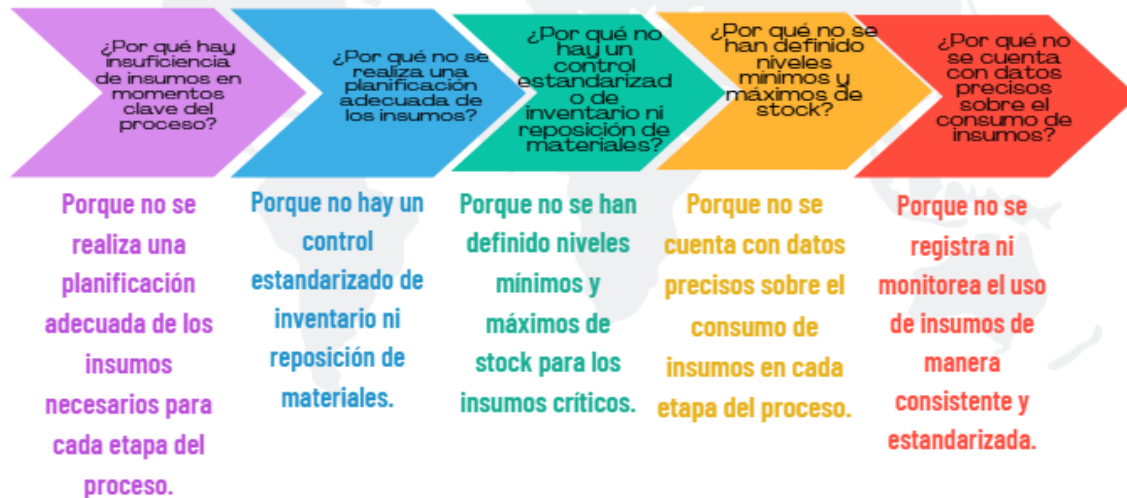 ¿Por qué hay
insuficiencia
de insumos en
momentos
clave del
proceso?
¿Por qué no se
realiza una
planificación
adecuada de
los insumos?
¿Por qué no
hay un
control
estandarizad
o de
inventario ni
reposición de
materiales?
¿Por qué no se
han definido
niveles
mínimos y
máximos de
stock?
¿Por qué no
se cuenta
con datos
precisos
sobre el
consumo de
insumos?
Porque no se
realiza una
planificación
adecuada de los
insumos
necesarios para
cada etapa del
proceso.
Porque no hay un
control
estandarizado de
inventario ni
reposición de
materiales.
Porque no se han
definido niveles
mínimos y
máximos de
stock para los
insumos críticos.
Porque no se
cuenta con datos
precisos sobre el
consumo de
insumos en cada
etapa del proceso.
Porque no se
registra ni
monitorea el uso
de insumos de
manera
consistente y
estandarizada.